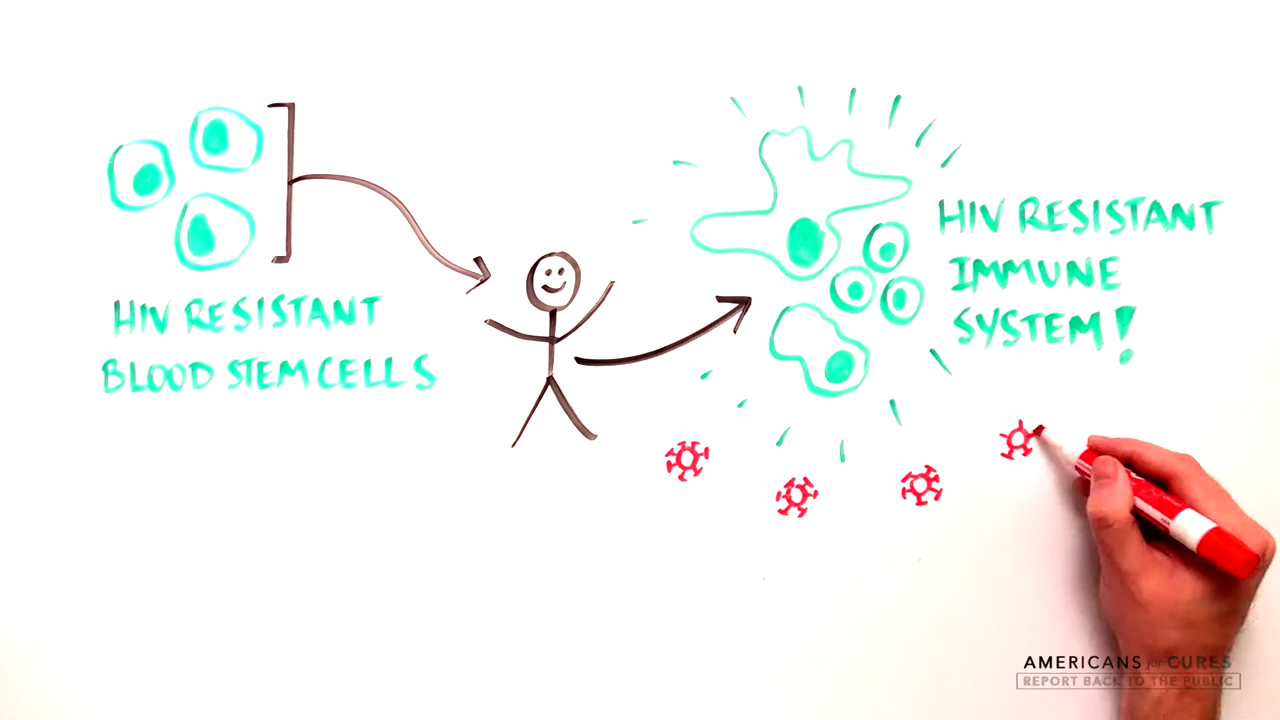 HIV RESISTANT
BLOOD STEM CELLS
HIV RESISTANT
IMMUNE
SYSTEM!
AMERICANS for CURES
REPORT BACK TO THE PUBLIC